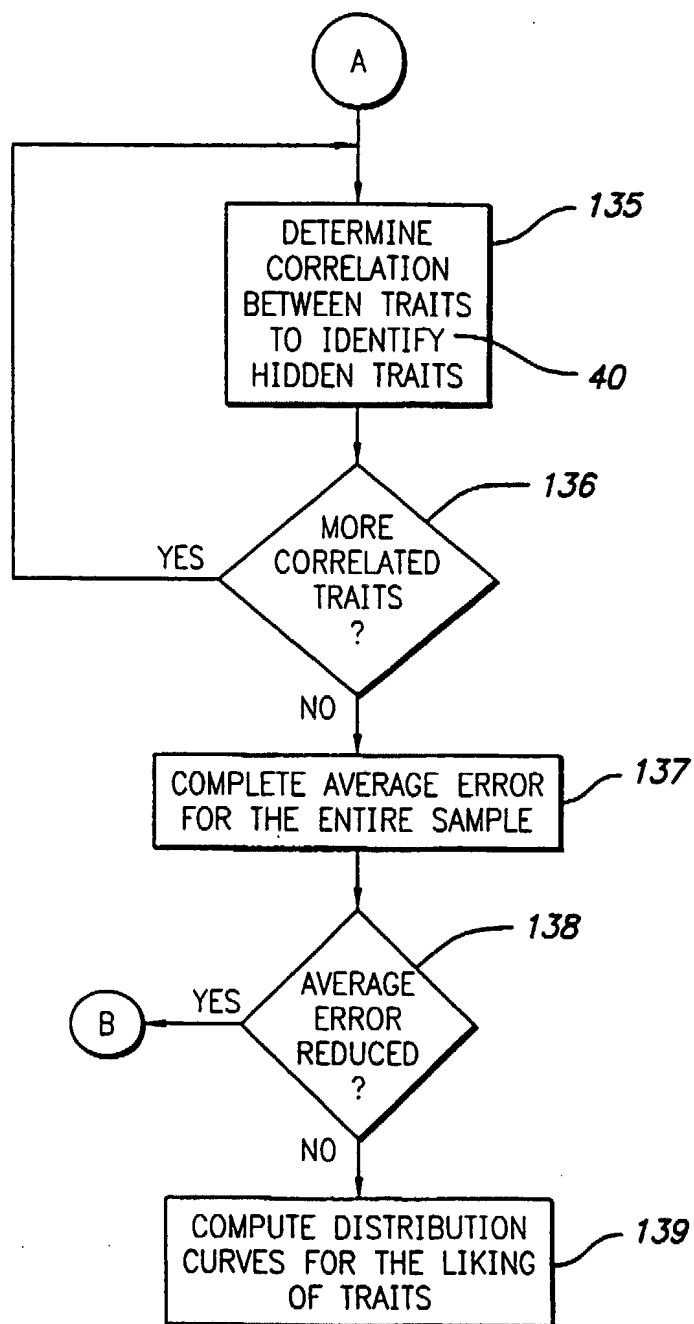 A
135
DETERMINE
CORRELATION
BETWEEN TRAITS
TO IDENTIFY
HIDDEN TRAITS
40
136
MORE
CORRELATED
TRAITS
?
YES
NO
137
COMPLETE AVERAGE ERROR
FOR THE ENTIRE SAMPLE
138
AVERAGE
ERROR
REDUCED
?
YES
B
NO
139
COMPUTE DISTRIBUTION
CURVES FOR THE LIKING
OF TRAITS